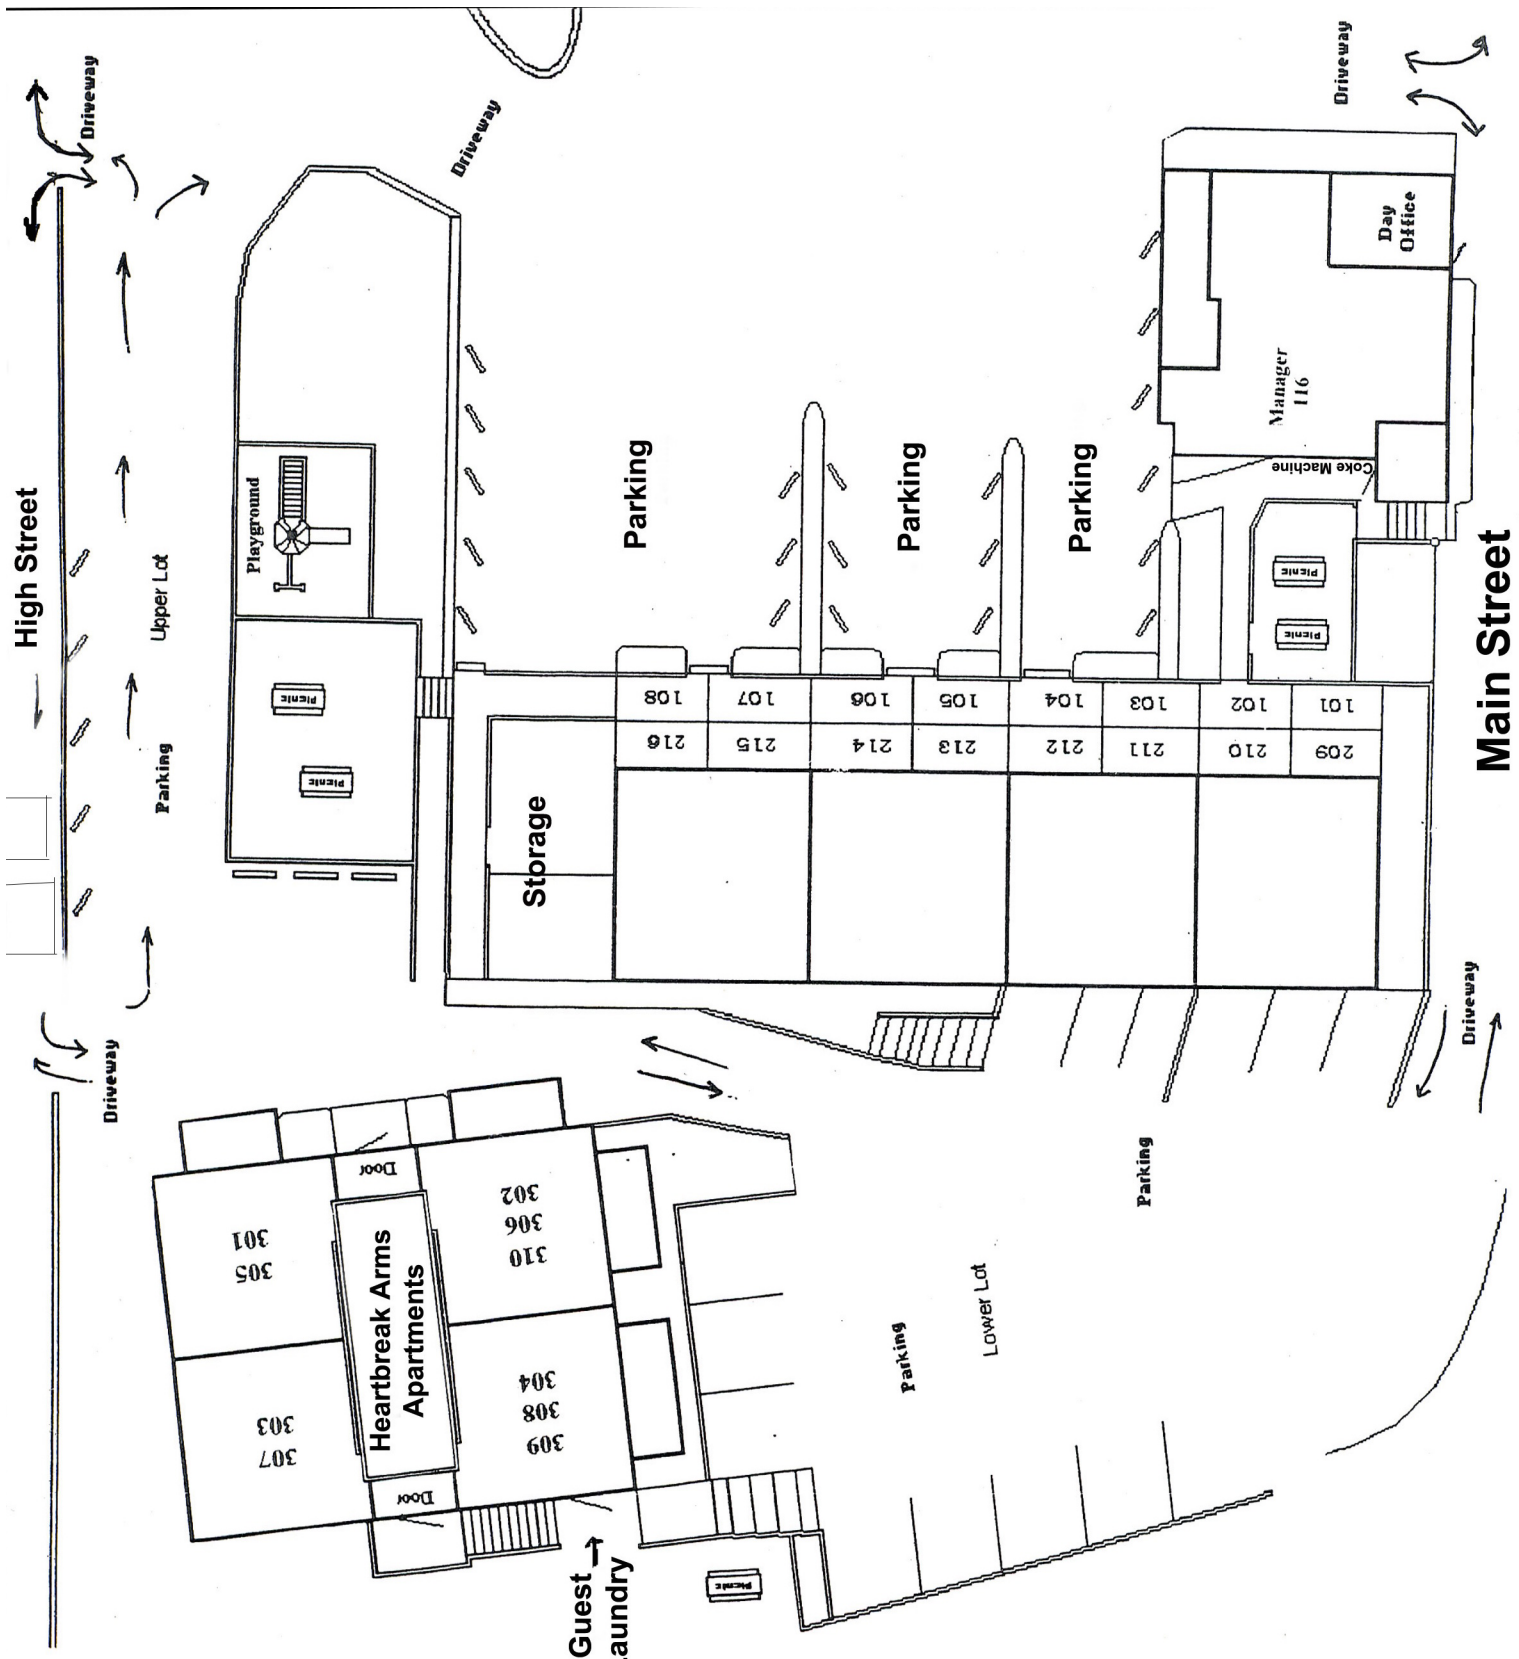 High Street
Driveway
Driveway
Driveway
Upper Lot
Parking
Playground
Picnic
Picnic
Parking
Parking
Parking
Day
Office
Manager
116
Coke Machine
Picnic
Picnic
Main Street
108
107
106
105
104
103
102
101
216
215
214
213
212
211
210
209
Storage
Driveway
Driveway
Door
301
305
302
306
310
Heartbreak Arms
Apartments
303
307
304
308
309
Door
Guest
aundry
Picnic
Parking
Lower Lot
Parking